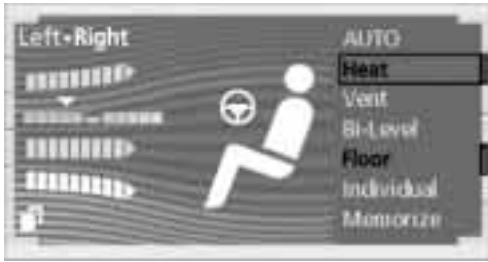 Left•Right
AUTO
Heat
Vent
Bi-Level
Floor
Individual
Memorize